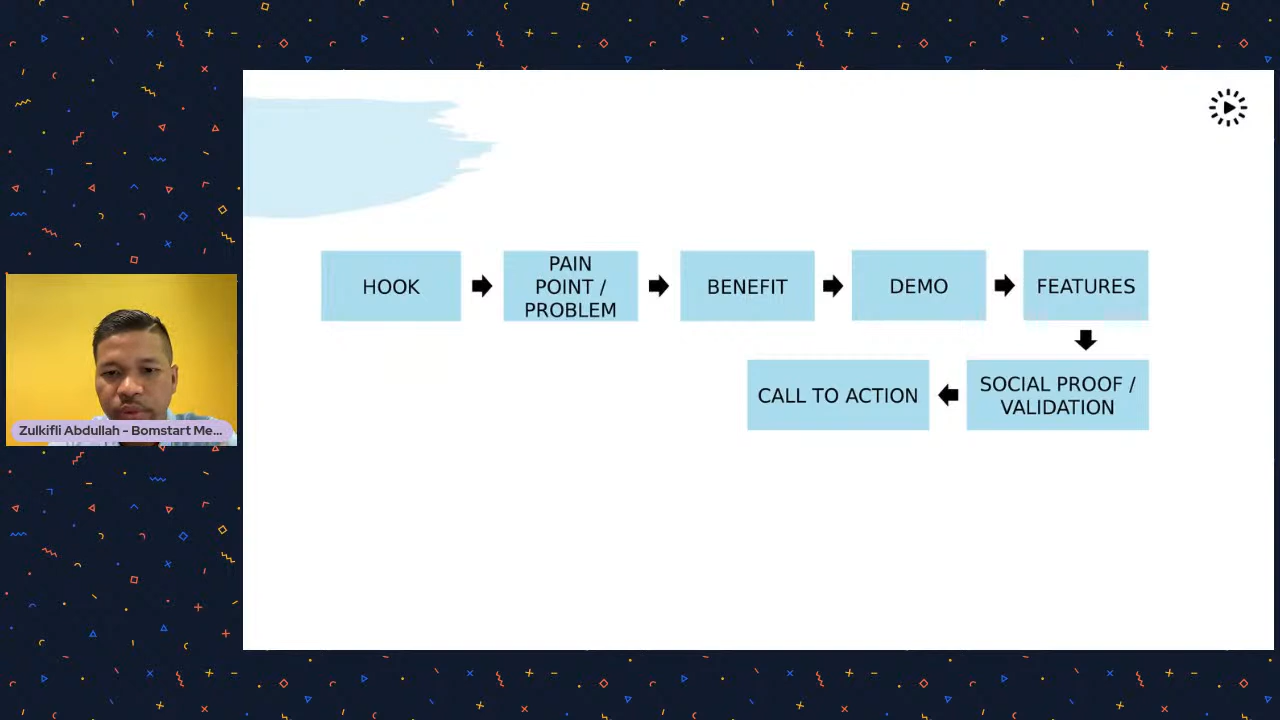 HOOK
PAIN
POINT /
PROBLEM
BENEFIT
DEMO
FEATURES
SOCIAL PROOF /
VALIDATION
CALL TO ACTION
Zulkifli Abdullah - Bomstart Me...